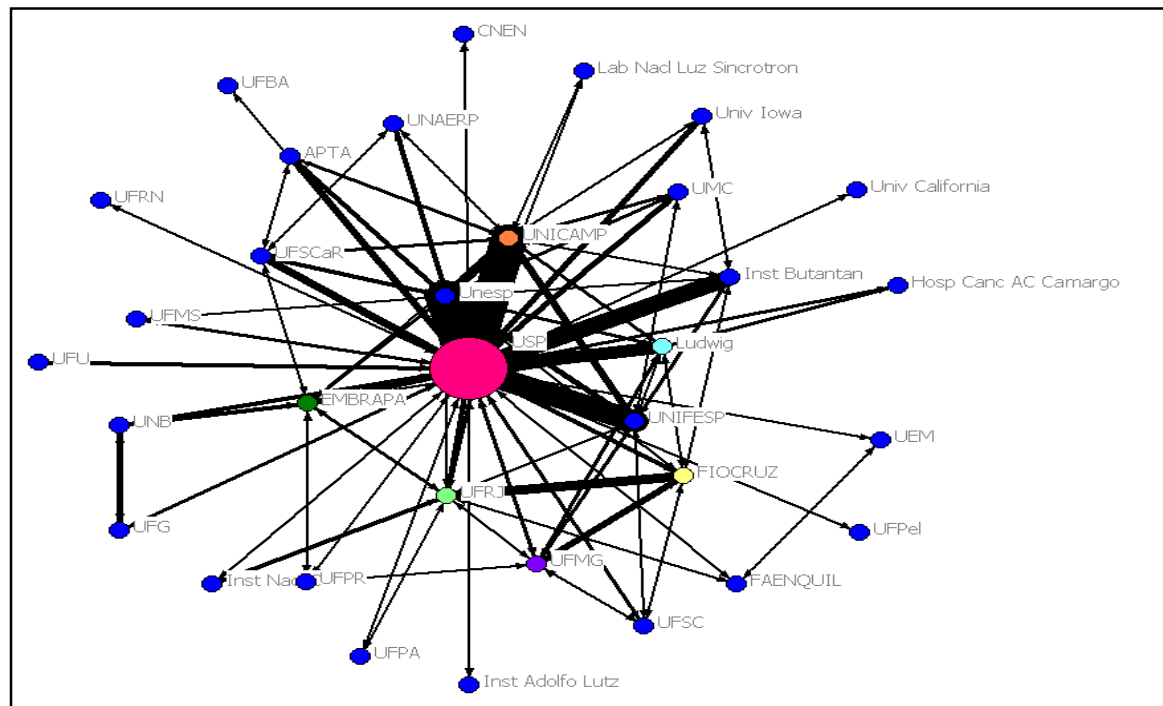 CNEN
Lab Nacl Luz Sincrotron
UFBA
Univ Iowa
UNAERP
APTA
Univ California
UMC
UFRN
UNICAMP
UFSCaR
Inst Butantan
Hosp Canc AC Camargo
Unesp
UFMS
USP
Ludwig
UFU
EMBRAPA
UNB
UNIFESP
UEM
FIOCRUZ
UFRJ
UFG
UFPel
UFMG
Inst
UFPR
FAENQUIL
UFSC
UFPA
Inst Adolfo Lutz